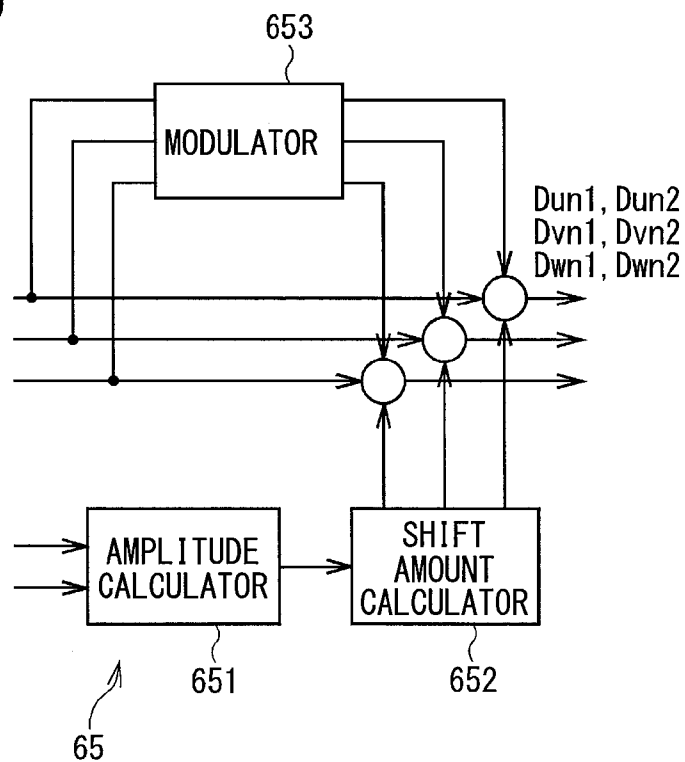 653
MODULATOR
Dun1, Dun2
Dvn1, Dvn2
Dwn1, Dwn2
AMPLITUDE
CALCULATOR
SHIFT
AMOUNT
CALCULATOR
651
652
65